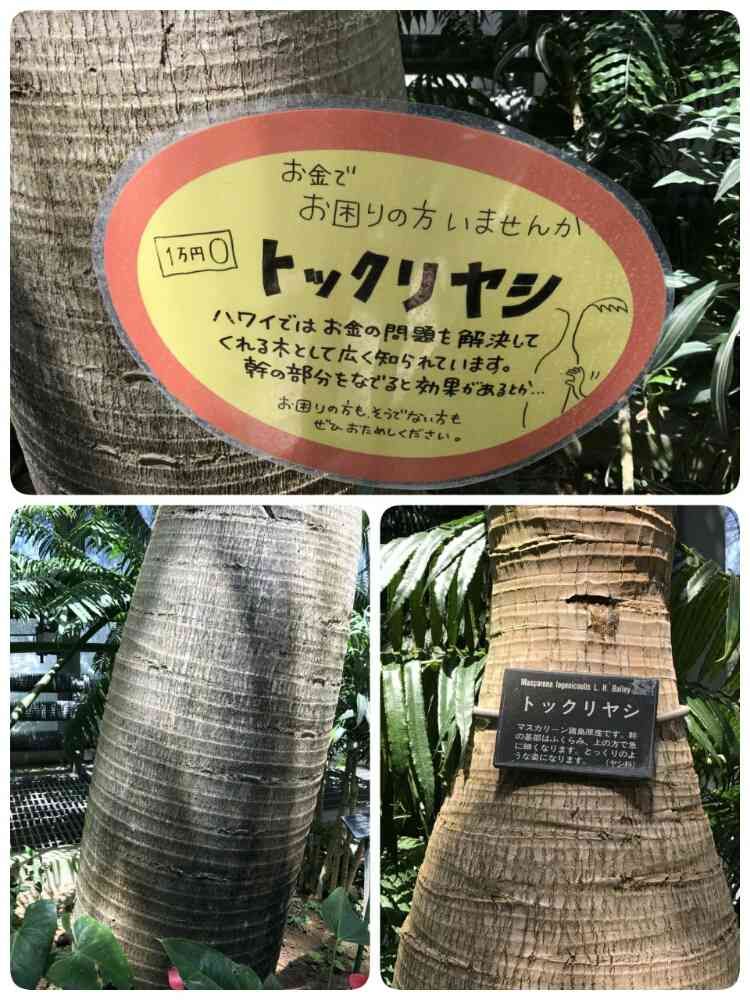 お金で
お困りの方いませんか
1万円
トックリヤシ
ハワイではお金の問題を解決して
くれる木として広く知られています。
幹の部分をなでると効果があるとか…
お困りの方も、そうでない方も
ぜひおためしください。
Mascarena lagenicaulis L. H. Bailey
トックリヤシ
マスカリーン諸島原産です。幹
の基部はふくらみ、上の方で急
に細くなります。とっくりのよ
うな姿になります。 (ヤシ科)